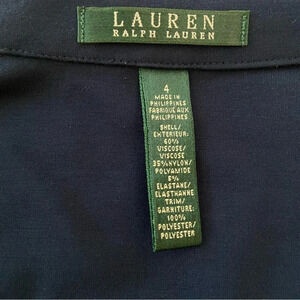 LAUREN
RALPH LAUREN
4
MADE IN
PHILIPPINES
FABRIQUÉ AUX
PHILIPPINES
SHELL/
EXTERIEUR:
60%
VISCOSE/
VISCOSE
35% NYLON/
POLYAMIDE
5%
ELASTANE/
ELASTHANNE
TRIM/
GARNITURE:
100%
POLYESTER/
POLYESTER